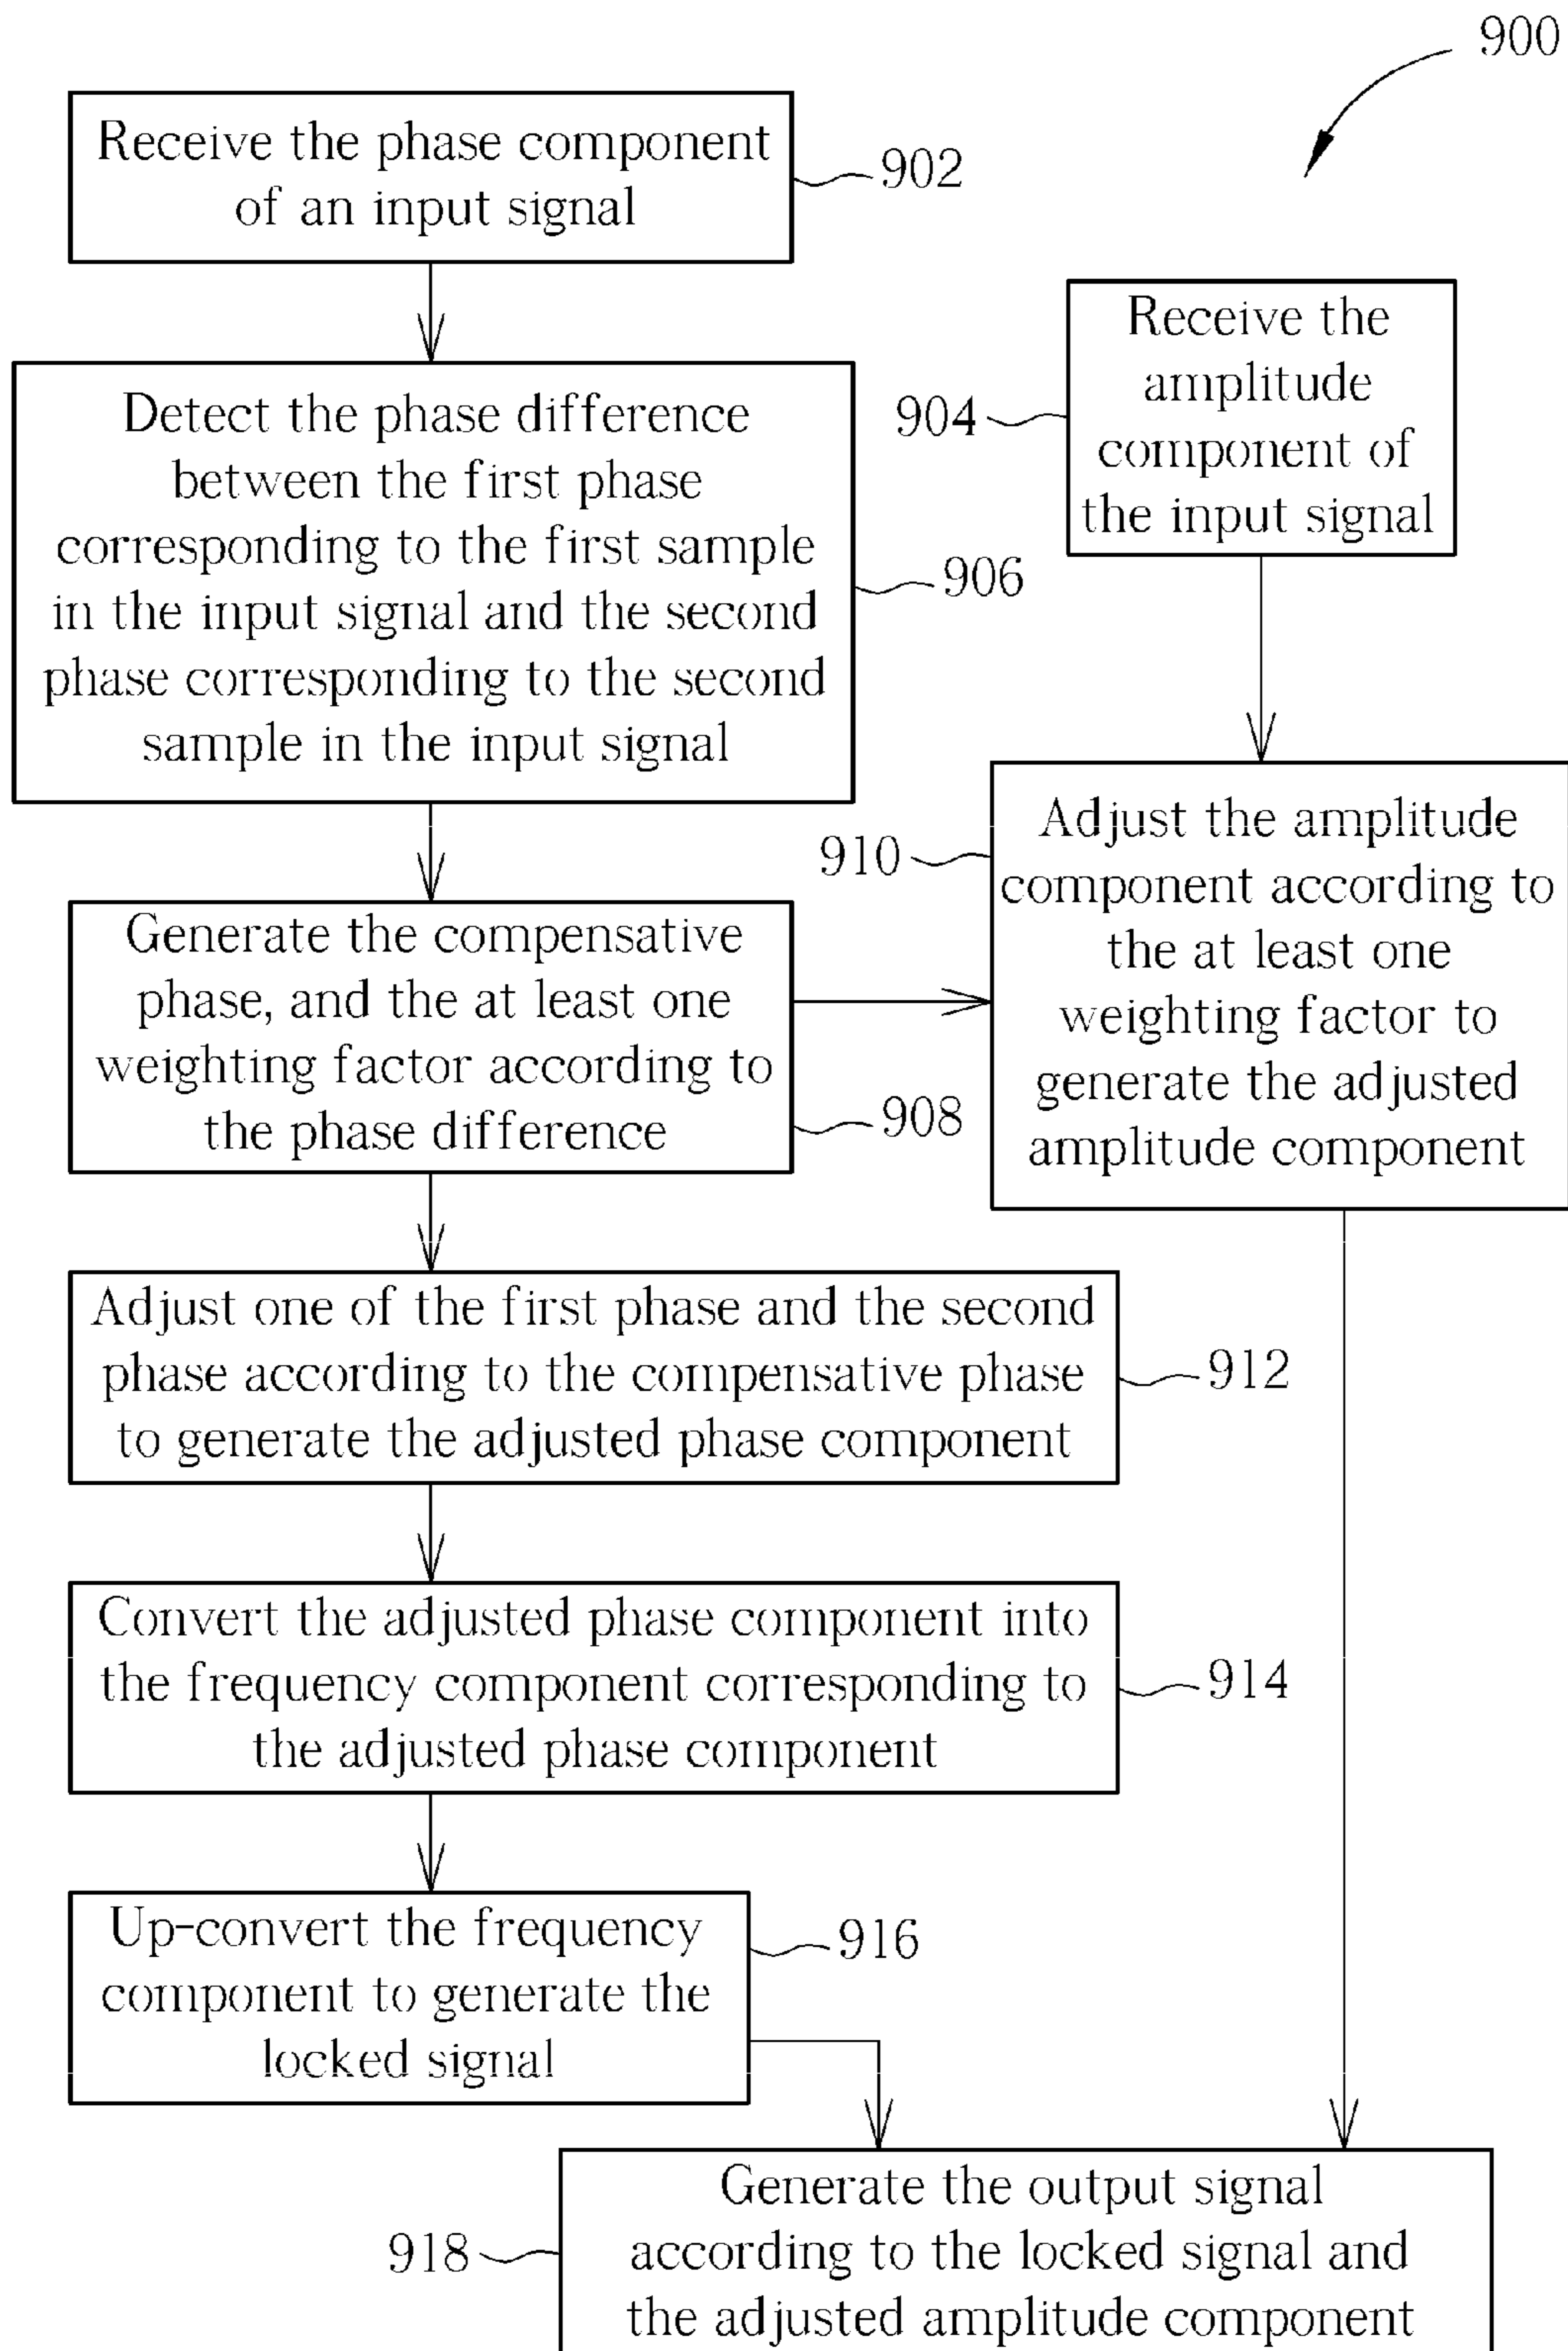 900
Receive the phase component
of an input signal
902
Receive the
amplitude
component of
the input signal
904
Detect the phase difference
between the first phase
corresponding to the first sample
in the input signal and the second
phase corresponding to the second
sample in the input signal
906
Generate the compensative
phase, and the at least one
weighting factor according to
the phase difference
908
910
Adjust the amplitude
component according to
the at least one
weighting factor to
generate the adjusted
amplitude component
Adjust one of the first phase and the second
phase according to the compensative phase
to generate the adjusted phase component
912
Convert the adjusted phase component into
the frequency component corresponding to
the adjusted phase component
914
Up-convert the frequency
component to generate the
locked signal
916
918
Generate the output signal
according to the locked signal and
the adjusted amplitude component